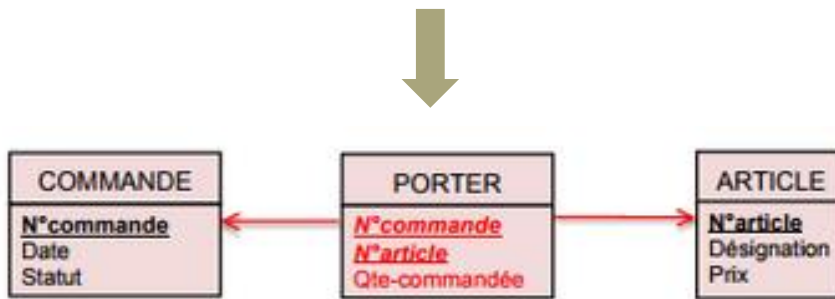 COMMANDE
N°commande
Date
Statut
PORTER
N°commande
N°article
Qte-commandée
ARTICLE
N°article
Désignation
Prix